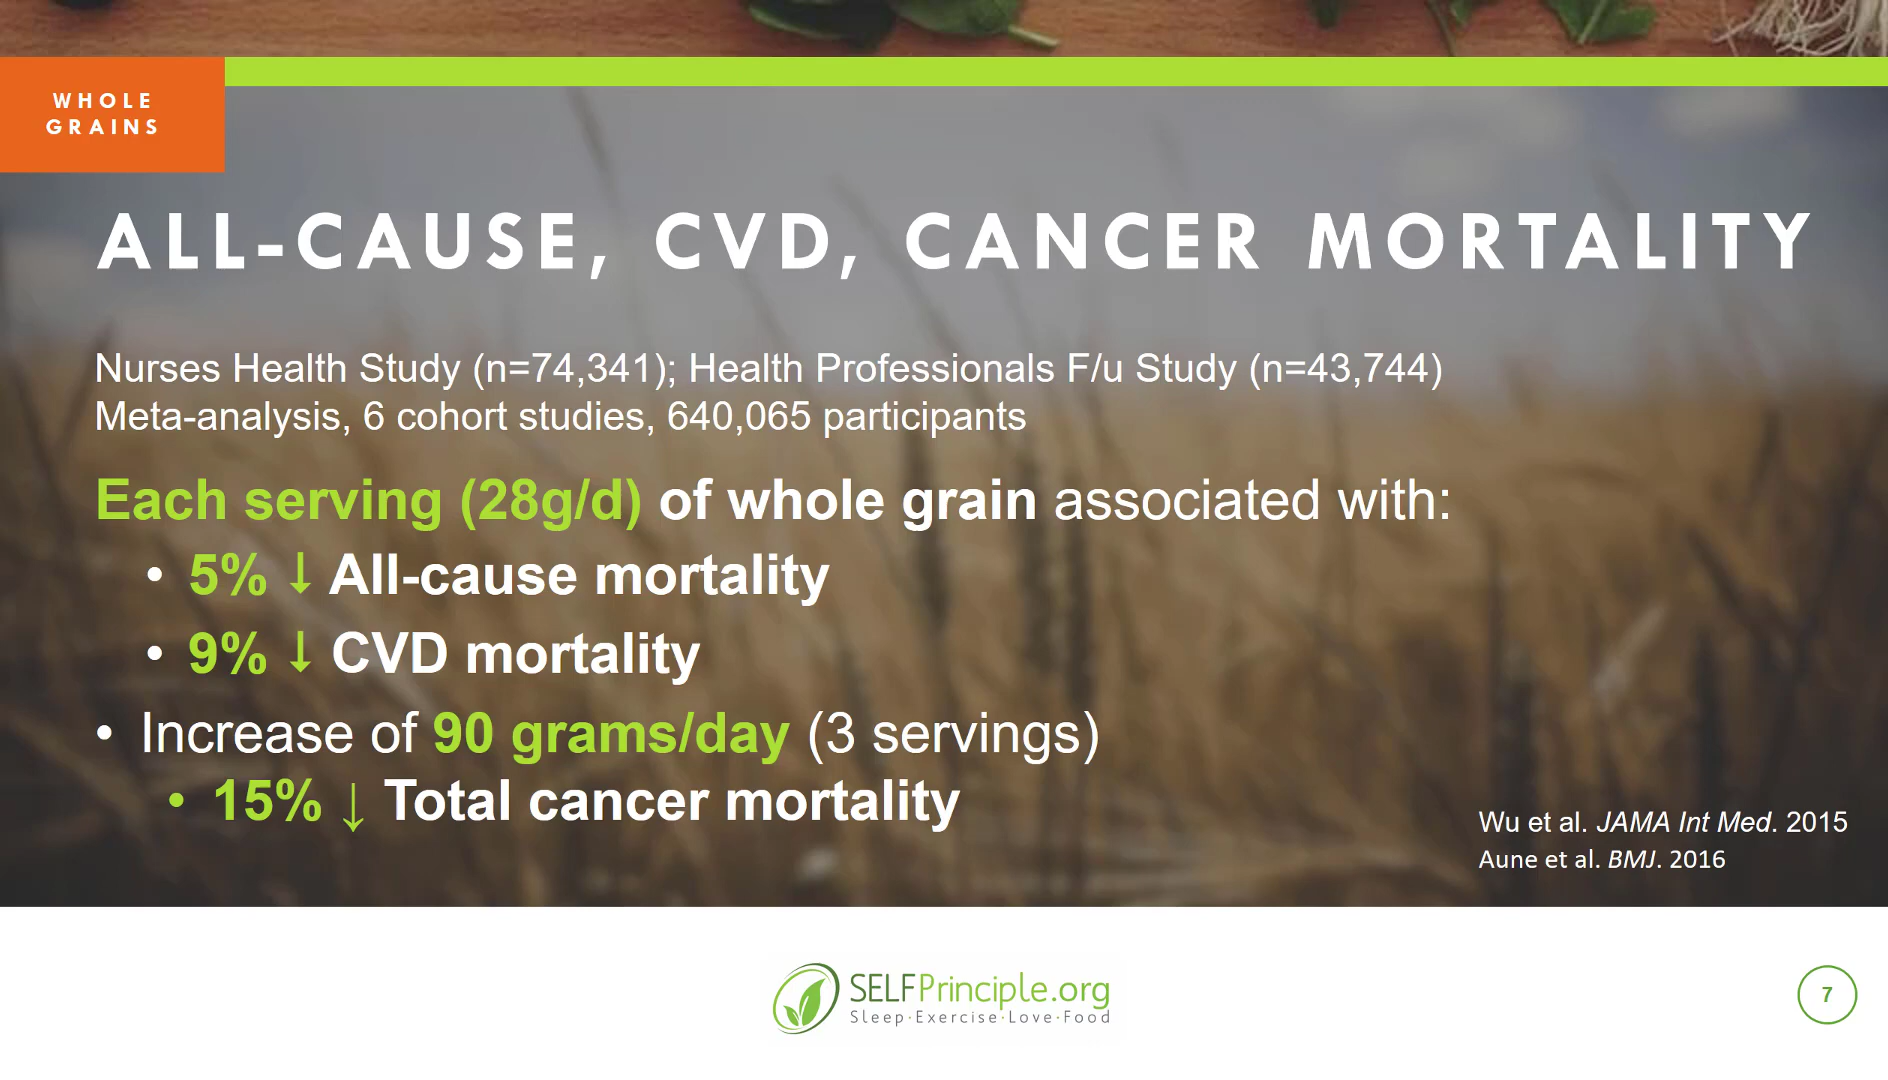 WHOLE
GRAINS
ALL-CAUSE, CVD, CANCER MORTALITY
Nurses Health Study (n=74,341); Health Professionals F/u Study (n=43,744)
Meta-analysis, 6 cohort studies, 640,065 participants
Each serving (28g/d) of whole grain associated with:
• 5% ↓ All-cause mortality
• 9% ↓ CVD mortality
• Increase of 90 grams/day (3 servings)
• 15% ↓ Total cancer mortality
Wu et al. JAMA Int Med. 2015
Aune et al. BMJ. 2016
SELFPrinciple.org
Sleep·Exercise·Love·Food
7